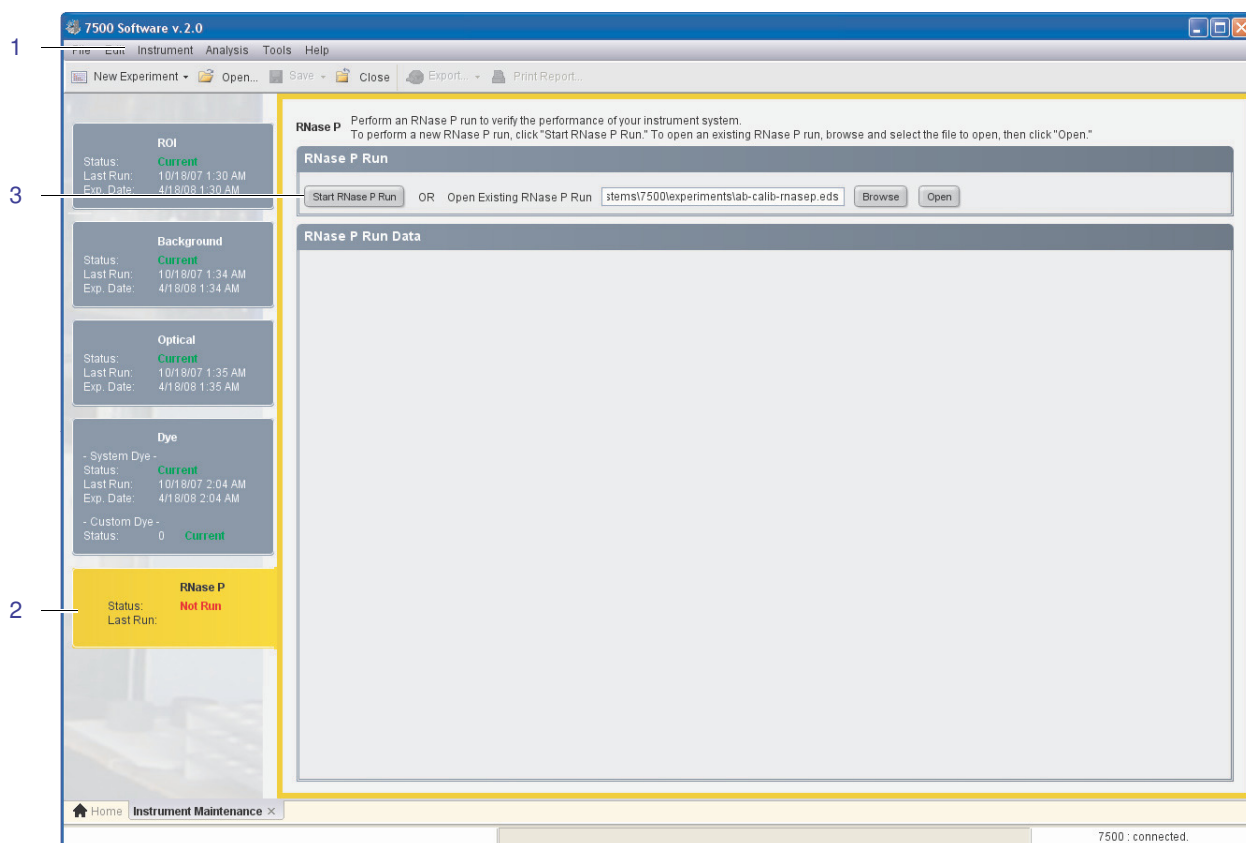 7500 Software v.2.0
1
File Edit Instrument Analysis Tools Help
New Experiment Open... Save Close Export... Print Report...
RNase P Perform an RNase P run to verify the performance of your instrument system.
To perform a new RNase P run, click "Start RNase P Run." To open an existing RNase P run, browse and select the file to open, then click "Open."
ROI
Status: Current
Last Run: 10/18/07 1:30 AM
Exp. Date: 4/18/08 1:30 AM
RNase P Run
3
Start RNase P Run OR Open Existing RNase P Run stems\7500\experiments\ab-calib-rnasep.eds Browse Open
RNase P Run Data
Background
Status: Current
Last Run: 10/18/07 1:34 AM
Exp. Date: 4/18/08 1:34 AM
Optical
Status: Current
Last Run: 10/18/07 1:35 AM
Exp. Date: 4/18/08 1:35 AM
Dye
- System Dye -
Status: Current
Last Run: 10/18/07 2:04 AM
Exp. Date: 4/18/08 2:04 AM
- Custom Dye -
Status: 0 Current
2
RNase P
Status: Not Run
Last Run:
Home Instrument Maintenance
7500 : connected.